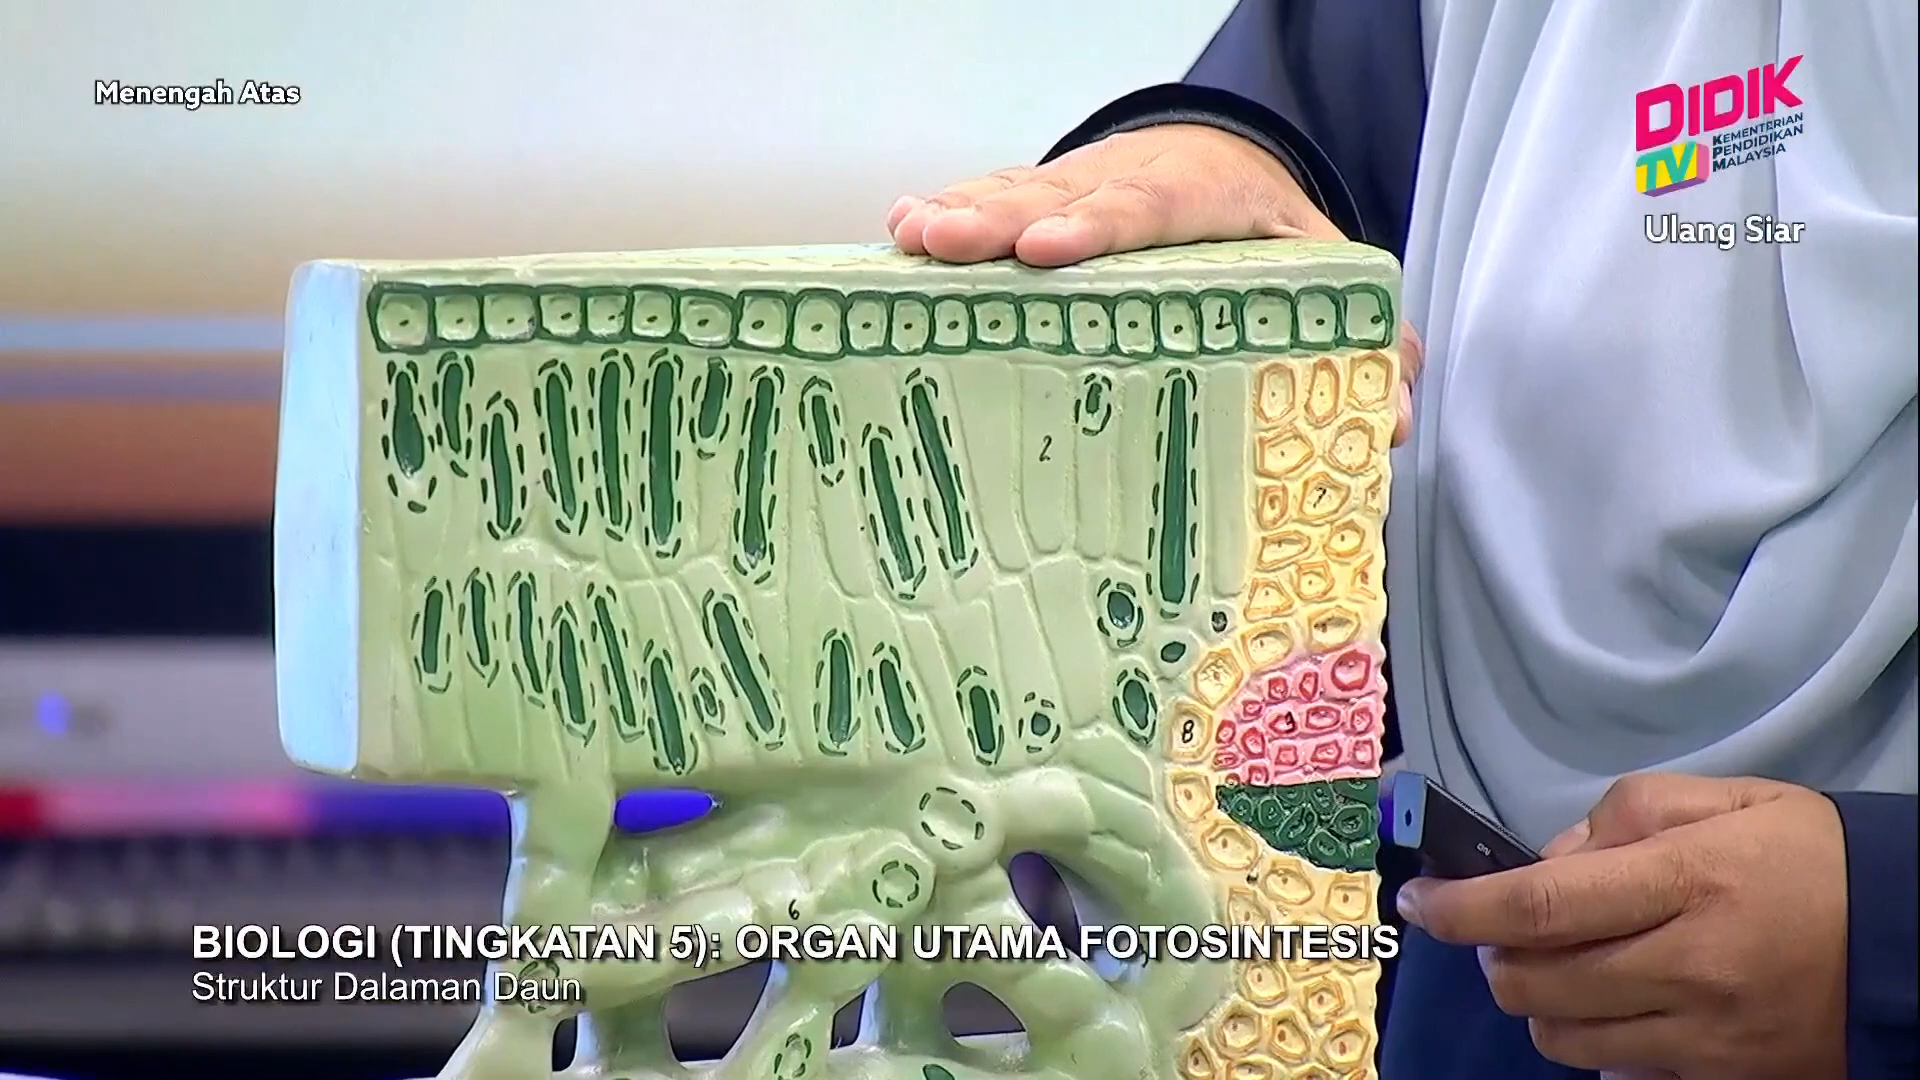 Menengah Atas
DIDIK
TV
KEMENTERIAN
PENDIDIKAN
MALAYSIA
Ulang Siar
1
2
7
9
8
6
BIOLOGI (TINGKATAN 5): ORGAN UTAMA FOTOSINTESIS
Struktur Dalaman Daun